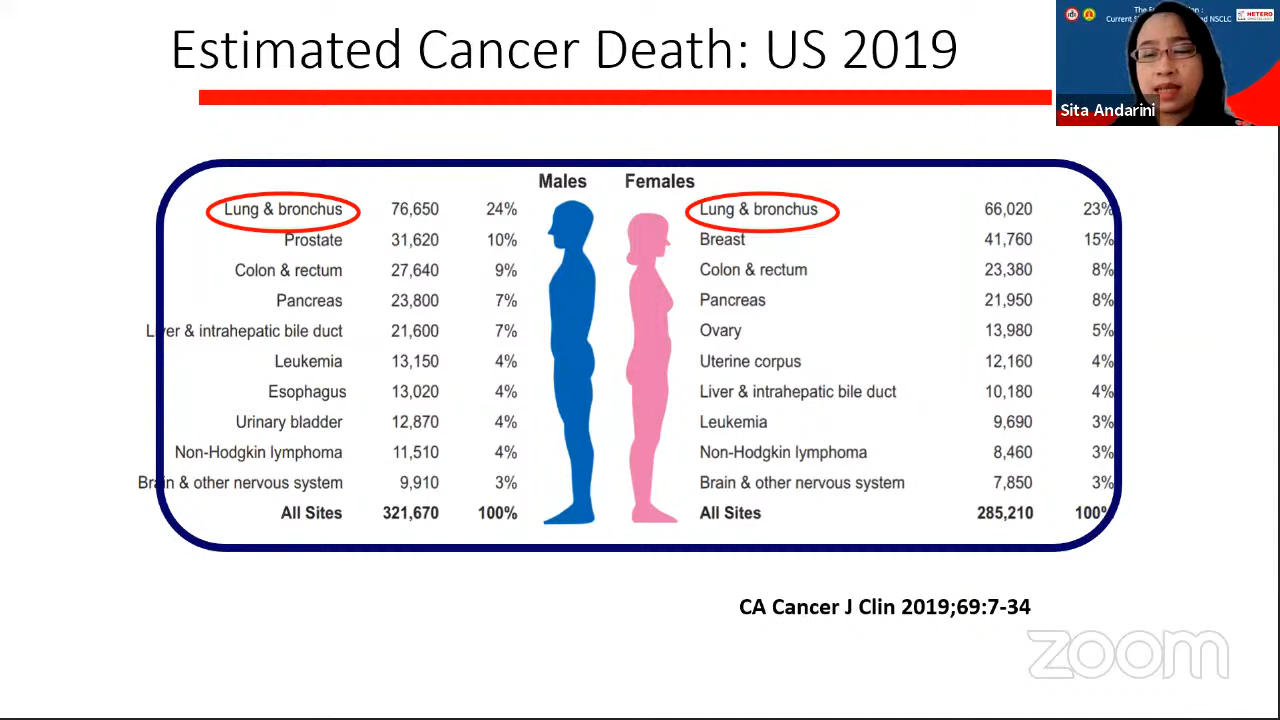 Estimated Cancer Death: US 2019
The
Current
ed NSCLC
HETERO
Sita Andarini
Males Females
Lung & bronchus 76,650 24% Lung & bronchus 66,020 23%
Prostate 31,620 10% Breast 41,760 15%
Colon & rectum 27,640 9% Colon & rectum 23,380 8%
Pancreas 23,800 7% Pancreas 21,950 8%
Liver & intrahepatic bile duct 21,600 7% Ovary 13,980 5%
Leukemia 13,150 4% Uterine corpus 12,160 4%
Esophagus 13,020 4% Liver & intrahepatic bile duct 10,180 4%
Urinary bladder 12,870 4% Leukemia 9,690 3%
Non-Hodgkin lymphoma 11,510 4% Non-Hodgkin lymphoma 8,460 3%
Brain & other nervous system 9,910 3% Brain & other nervous system 7,850 3%
All Sites 321,670 100% All Sites 285,210 100%
CA Cancer J Clin 2019;69:7-34
zoom